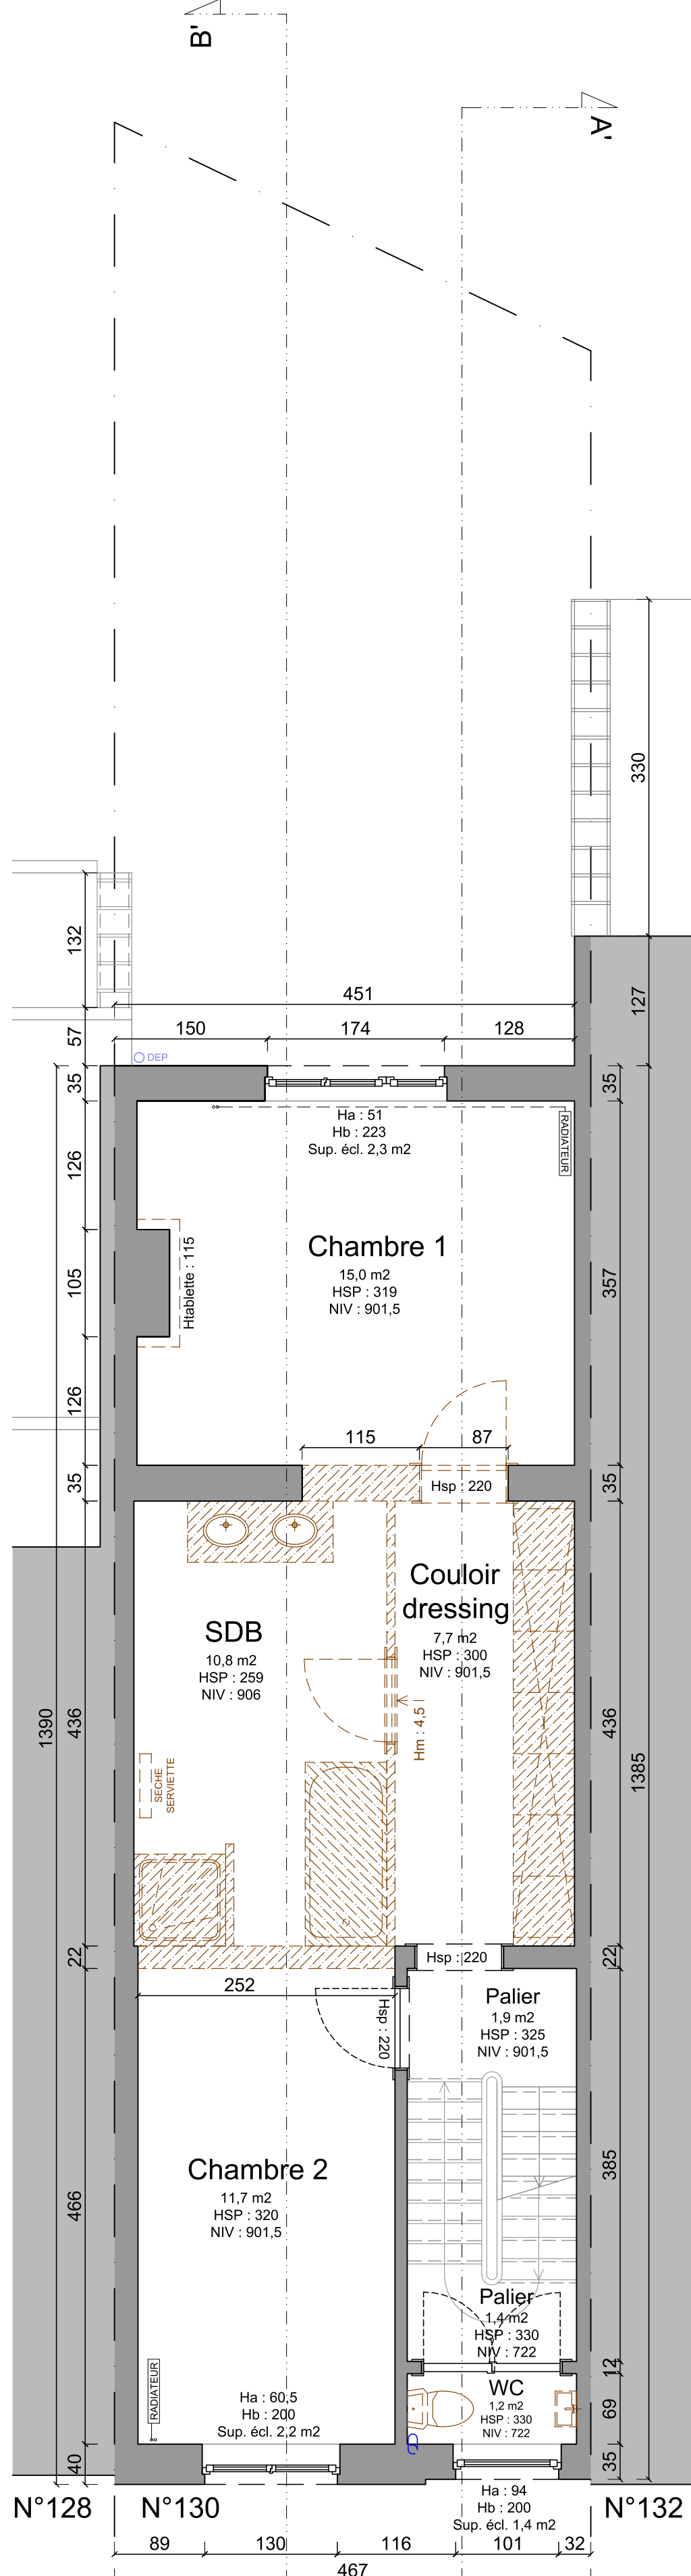 B'
A'
330
132
451
127
150
174
128
57
DEP
35
35
Ha : 51
Hb : 223
Sup. écl. 2,3 m2
RADIATEUR
126
Chambre 1
15,0 m2
HSP : 319
NIV : 901,5
Htablette : 115
105
357
126
115
87
35
Hsp : 220
35
Couloir
dressing
7,7 m2
HSP : 300
NIV : 901,5
SDB
10,8 m2
HSP : 259
NIV : 906
1390
436
Hm : 4,5
436
1385
SECHE
SERVIETTE
22
Hsp : 220
22
252
Hsp : 220
Palier
1,9 m2
HSP : 325
NIV : 901,5
Chambre 2
11,7 m2
HSP : 320
NIV : 901,5
466
385
Palier
1,4 m2
HSP : 330
NIV : 722
12
RADIATEUR
WC
1,2 m2
HSP : 330
NIV : 722
69
Ha : 60,5
Hb : 200
Sup. écl. 2,2 m2
40
35
Ha : 94
Hb : 200
Sup. écl. 1,4 m2
N°128
N°130
N°132
89
130
116
101
32
467